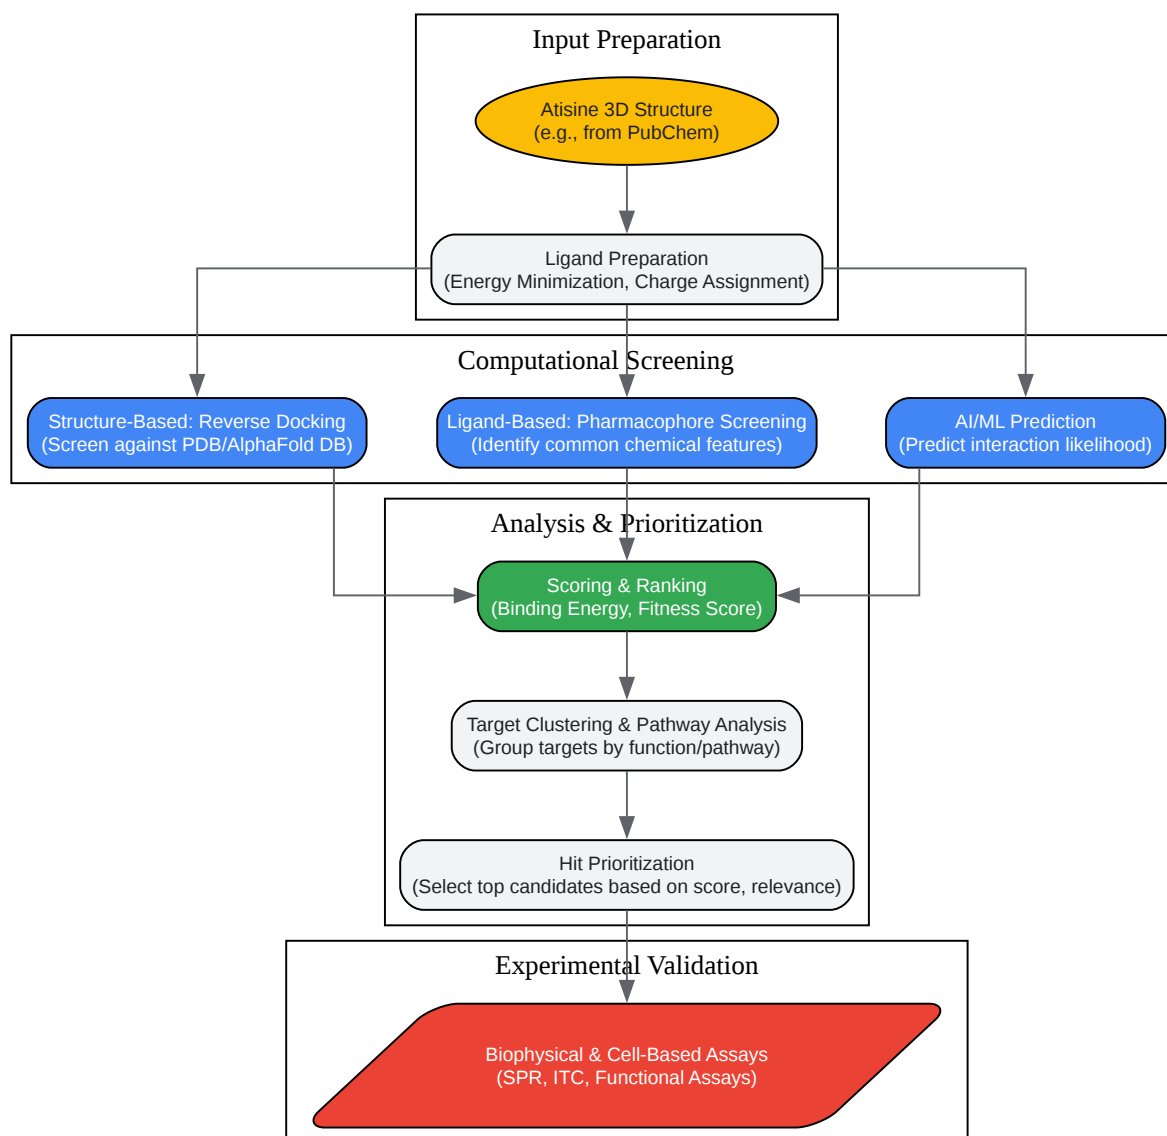 Input Preparation
Atisine 3D Structure
(e.g., from PubChem)
Ligand Preparation
(Energy Minimization, Charge Assignment)
Computational Screening
Structure-Based: Reverse Docking
(Screen against PDB/AlphaFold DB)
Ligand-Based: Pharmacophore Screening
(Identify common chemical features)
AI/ML Prediction
(Predict interaction likelihood)
Analysis & Prioritization
Scoring & Ranking
(Binding Energy, Fitness Score)
Target Clustering & Pathway Analysis
(Group targets by function/pathway)
Hit Prioritization
(Select top candidates based on score, relevance)
Experimental Validation
Biophysical & Cell-Based Assays
(SPR, ITC, Functional Assays)